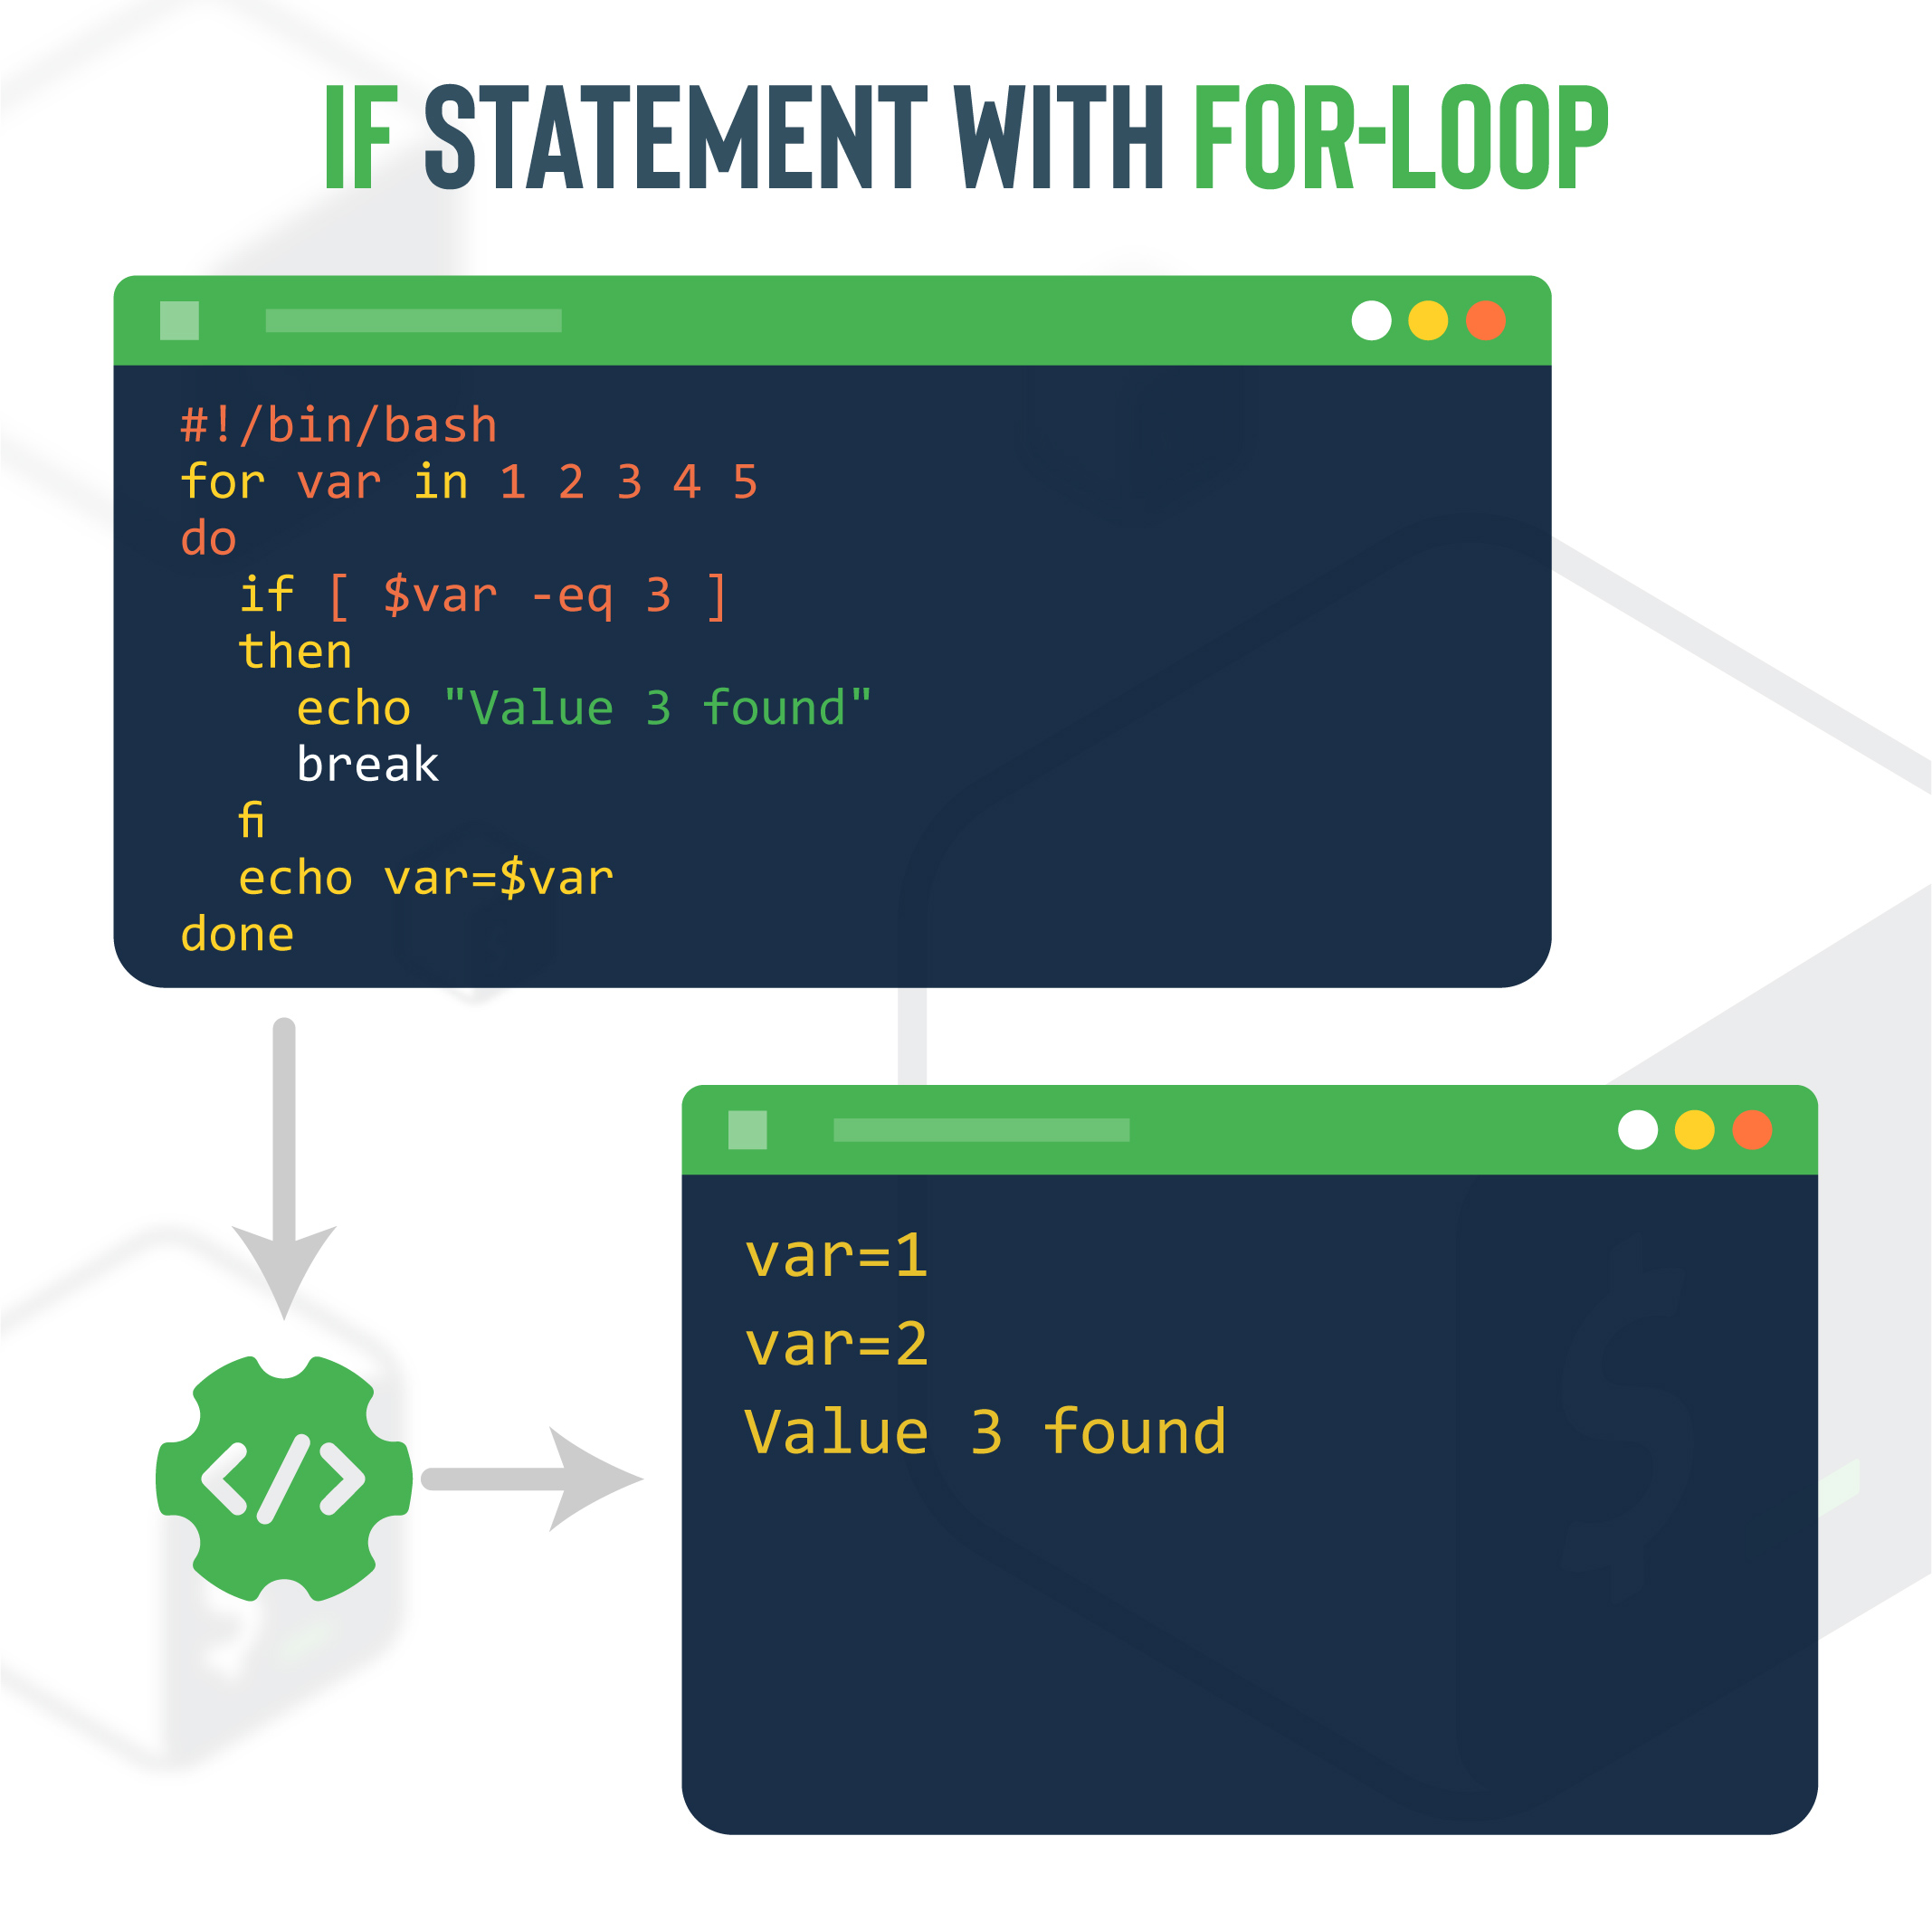 IF STATEMENT WITH FOR-LOOP
#!/bin/bash
for var in 1 2 3 4 5
do
   if [ $var -eq 3 ]
   then
      echo "Value 3 found"
      break
   fi
   echo var=$var
done
</>
var=1
var=2
Value 3 found